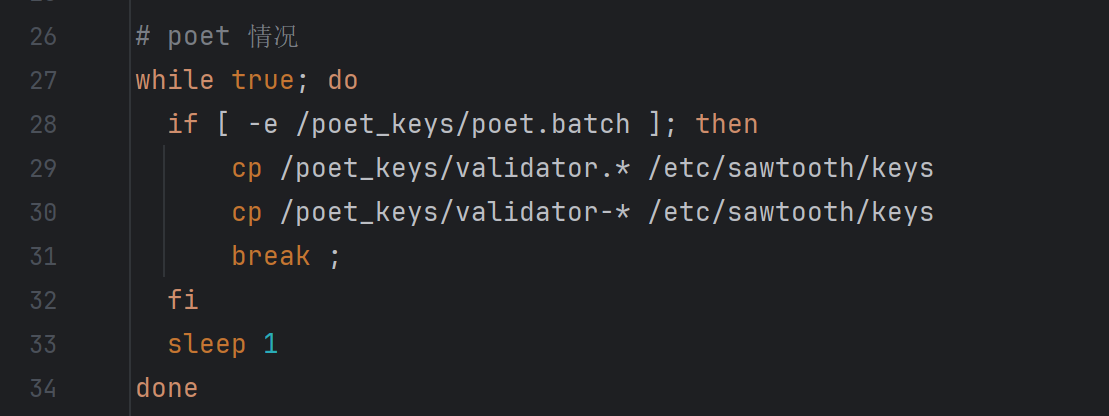 26 # poet 情况
27 while true; do
28 if [ -e /poet_keys/poet.batch ]; then
29 cp /poet_keys/validator.* /etc/sawtooth/keys
30 cp /poet_keys/validator-* /etc/sawtooth/keys
31 break ;
32 fi
33 sleep 1
34 done